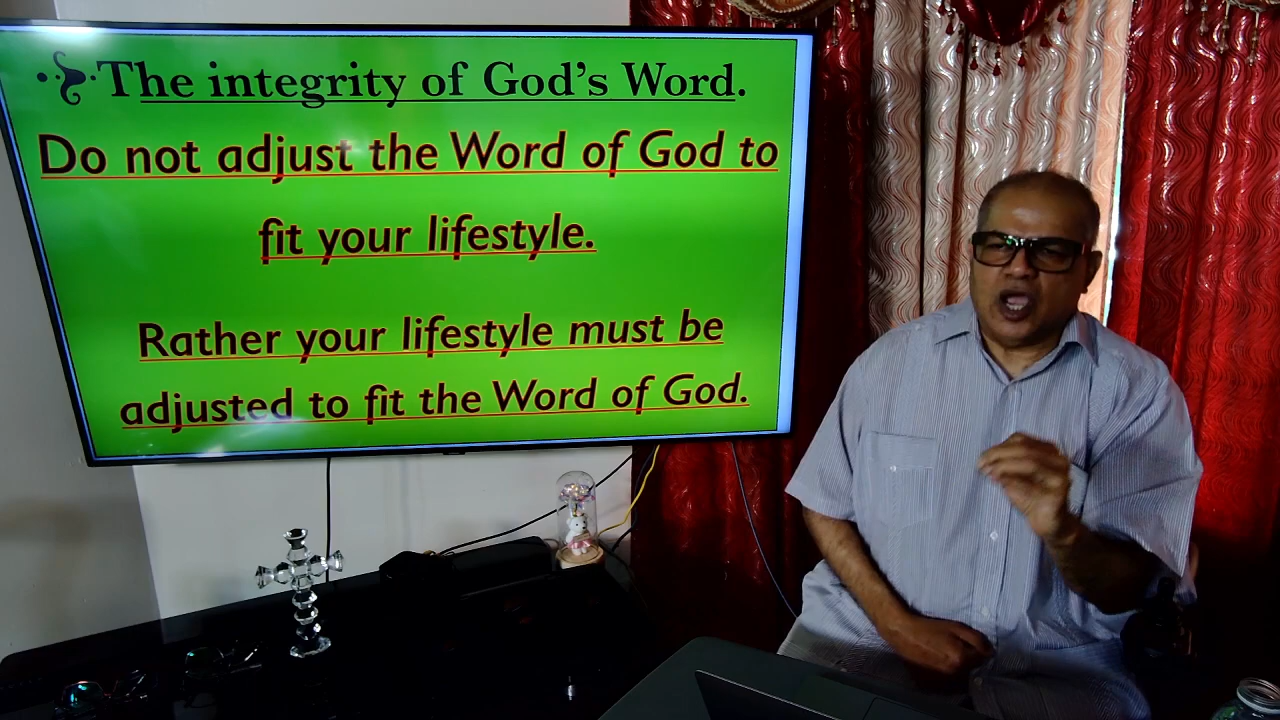 The integrity of God's Word.
Do not adjust the Word of God to
fit your lifestyle.
Rather your lifestyle must be
adjusted to fit the Word of God.